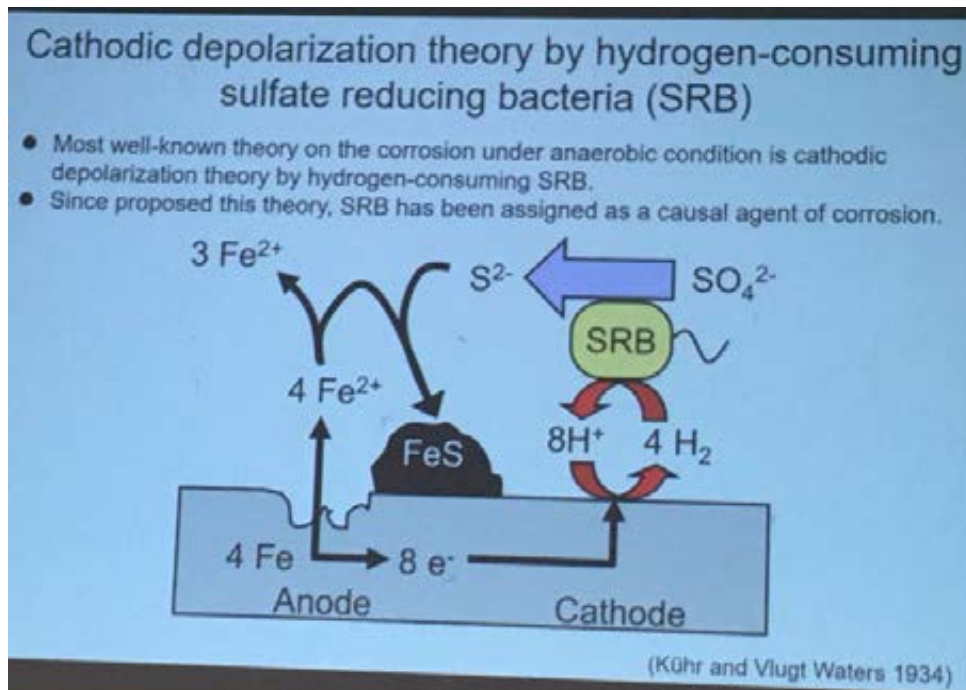 Cathodic depolarization theory by hydrogen-consuming
sulfate reducing bacteria (SRB)
● Most well-known theory on the corrosion under anaerobic condition is cathodic
depolarization theory by hydrogen-consuming SRB.
● Since proposed this theory, SRB has been assigned as a causal agent of corrosion.
3 Fe²⁺
S²⁻
SO₄²⁻
SRB
4 Fe²⁺
FeS
8H⁺
4 H₂
4 Fe
8 e⁻
Anode
Cathode
(Kühr and Vlugt Waters 1934)